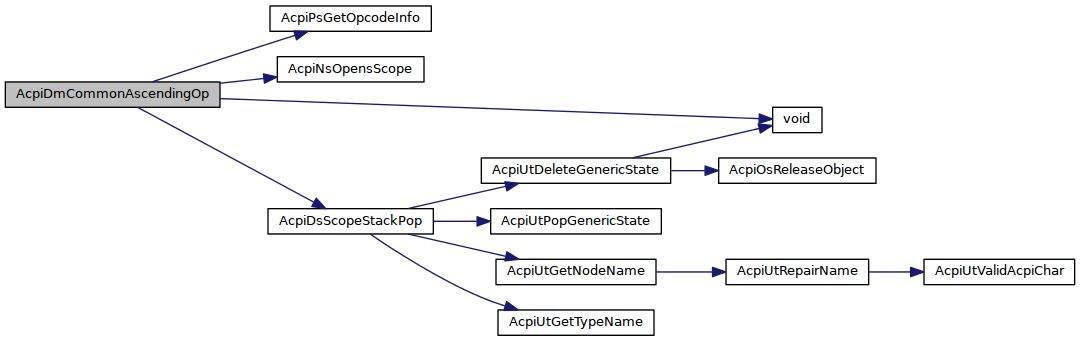 AcpiPsGetOpcodeInfo
AcpiNsOpensScope
AcpiDmCommonAscendingOp
void
AcpiUtDeleteGenericState
AcpiOsReleaseObject
AcpiDsScopeStackPop
AcpiUtPopGenericState
AcpiUtGetNodeName
AcpiUtRepairName
AcpiUtValidAcpiChar
AcpiUtGetTypeName